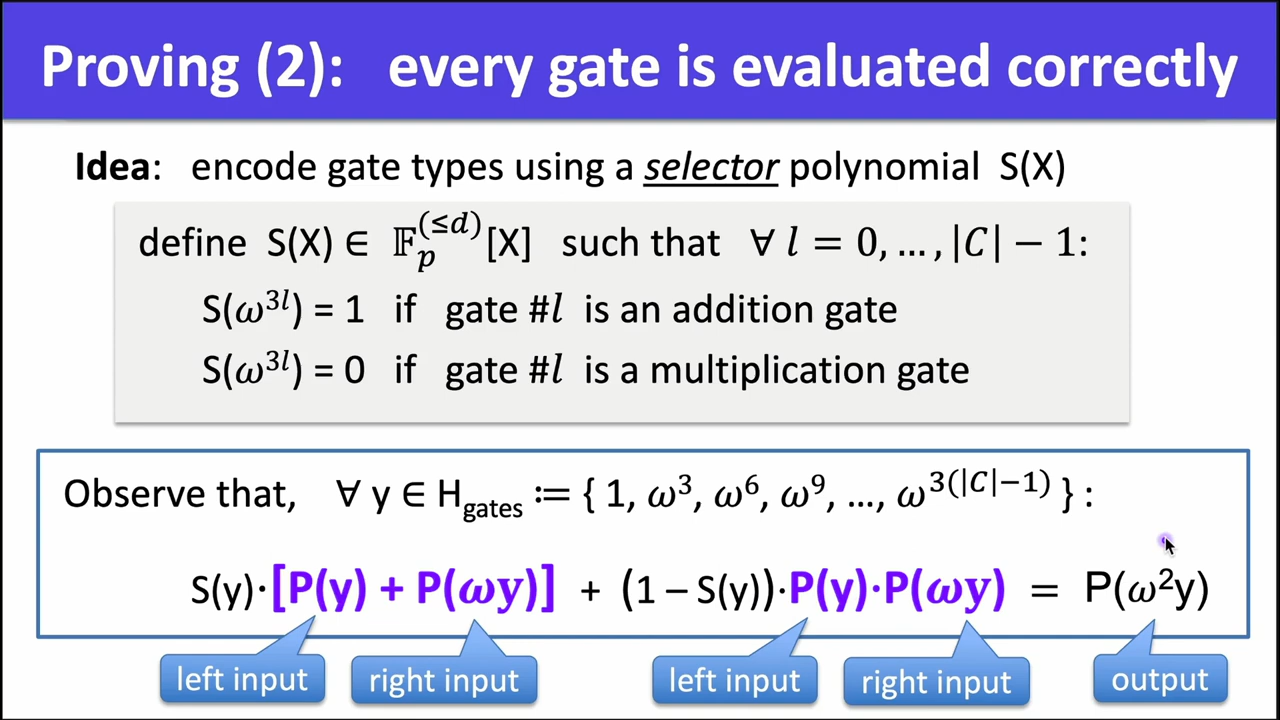 Proving (2): every gate is evaluated correctly
Idea: encode gate types using a selector polynomial S(X)
define S(X) ∈ 𝔽ₚ^(≤d)[X] such that ∀ l = 0, …, |C| − 1:
S(ω^{3l}) = 1 if gate #l is an addition gate
S(ω^{3l}) = 0 if gate #l is a multiplication gate
Observe that, ∀ y ∈ H_gates ≔ { 1, ω³, ω⁶, ω⁹, …, ω^{3(|C|−1)} } :
S(y)·[P(y) + P(ωy)] + (1 – S(y))·P(y)·P(ωy) = P(ω²y)
left input right input left input right input output